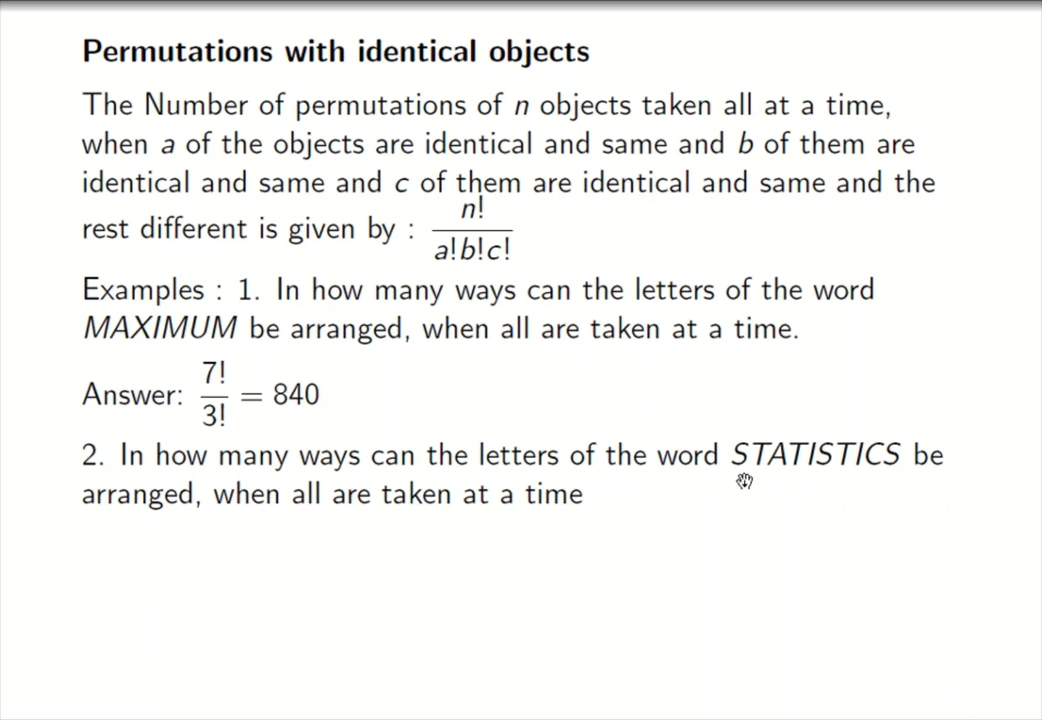 Permutations with identical objects
The Number of permutations of n objects taken all at a time,
when a of the objects are identical and same and b of them are
identical and same and c of them are identical and same and the
rest different is given by : n!/a!b!c!
Examples : 1. In how many ways can the letters of the word
MAXIMUM be arranged, when all are taken at a time.
Answer: 7!/3! = 840
2. In how many ways can the letters of the word STATISTICS be
arranged, when all are taken at a time